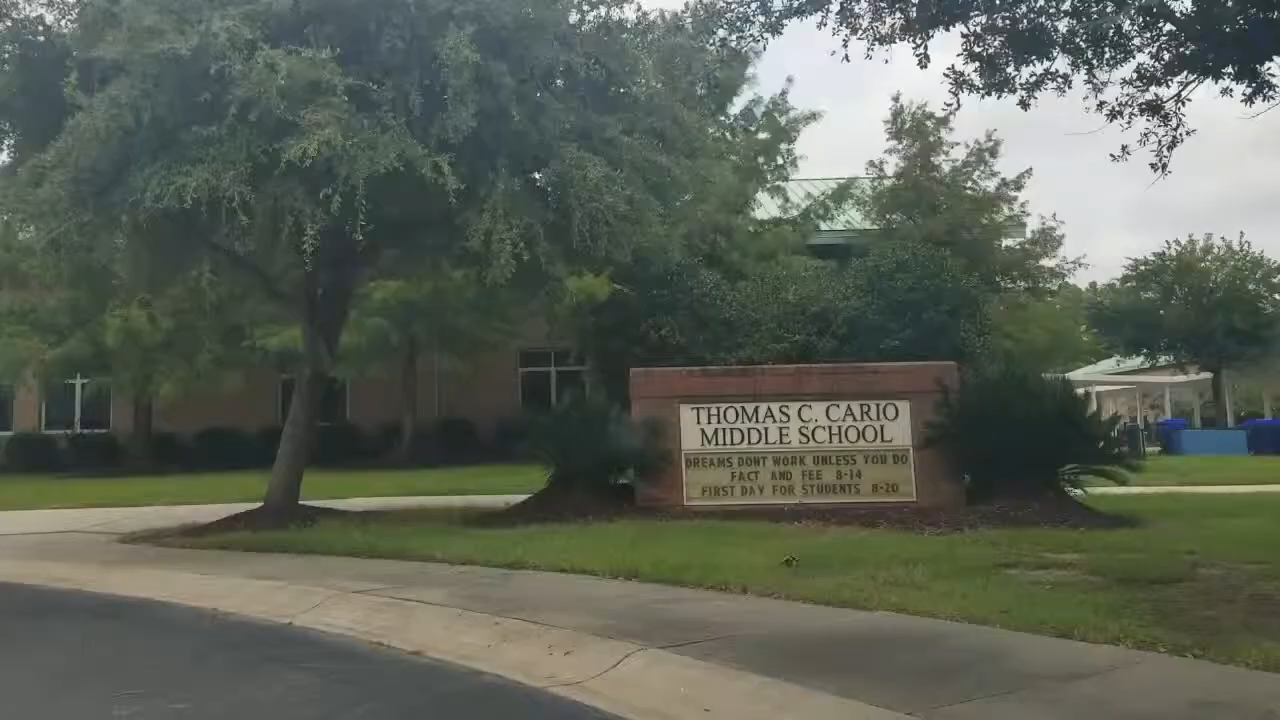 THOMAS C. CARIO
MIDDLE SCHOOL
DREAMS DONT WORK UNLESS YOU DO
FACT AND FEE 8-14
FIRST DAY FOR STUDENTS 8-20